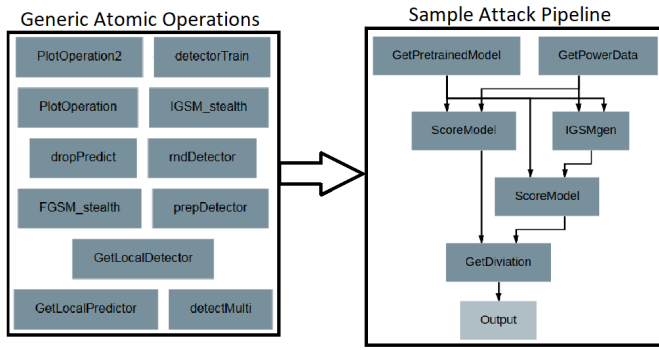 Generic Atomic Operations
PlotOperation2
detectorTrain
PlotOperation
IGSM_stealth
dropPredict
rndDetector
FGSM_stealth
prepDetector
GetLocalDetector
GetLocalPredictor
detectMulti
Sample Attack Pipeline
GetPretrainedModel
GetPowerData
ScoreModel
IGSMgen
ScoreModel
GetDiviation
Output